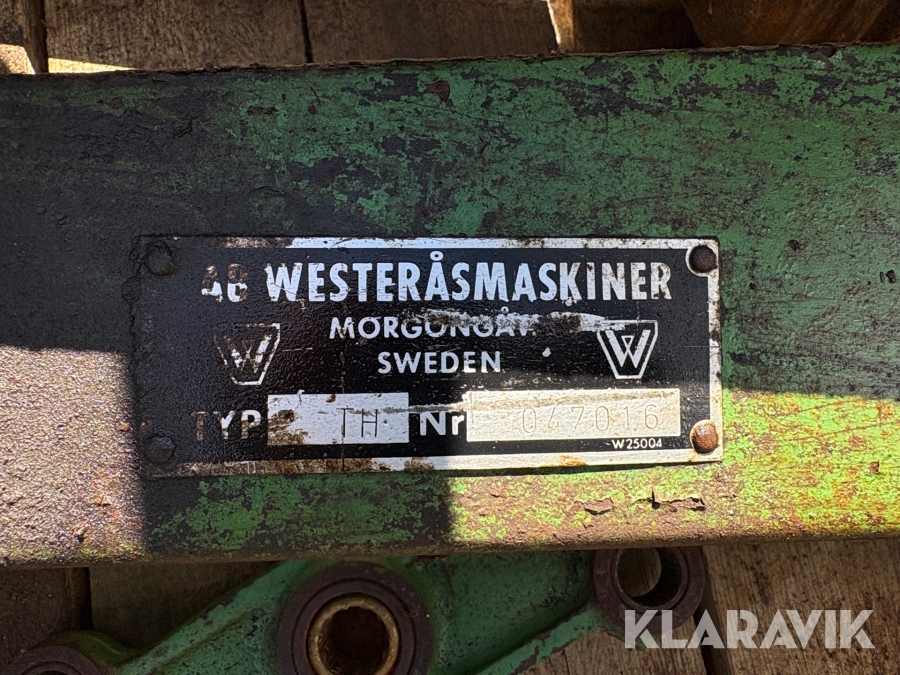 AB WESTERÅSMASKINER
MORGONGÅVA
SWEDEN
W
W
TYP TH Nr 047016
W25004
KLARAVIK